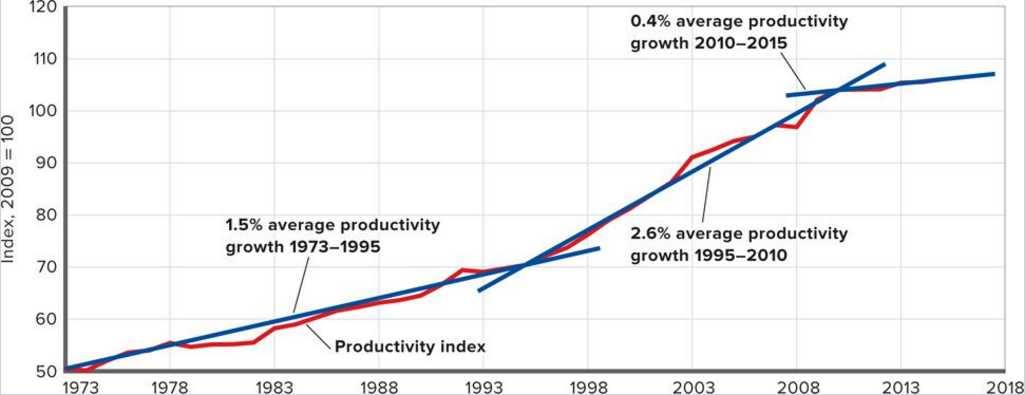 120
110
100
90
80
70
60
50
Index, 2009 = 100
0.4% average productivity
growth 2010–2015
1.5% average productivity
growth 1973–1995
2.6% average productivity
growth 1995–2010
Productivity index
1973 1978 1983 1988 1993 1998 2003 2008 2013 2018